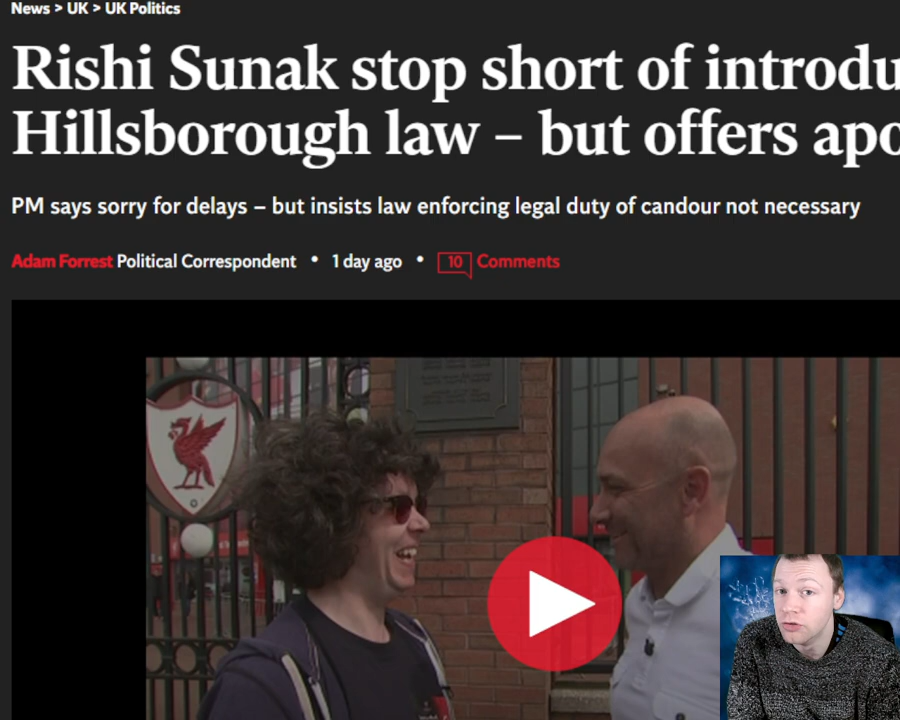 News > UK > UK Politics
Rishi Sunak stop short of introdu
Hillsborough law – but offers apo
PM says sorry for delays – but insists law enforcing legal duty of candour not necessary
Adam Forrest Political Correspondent • 1 day ago • 10 Comments